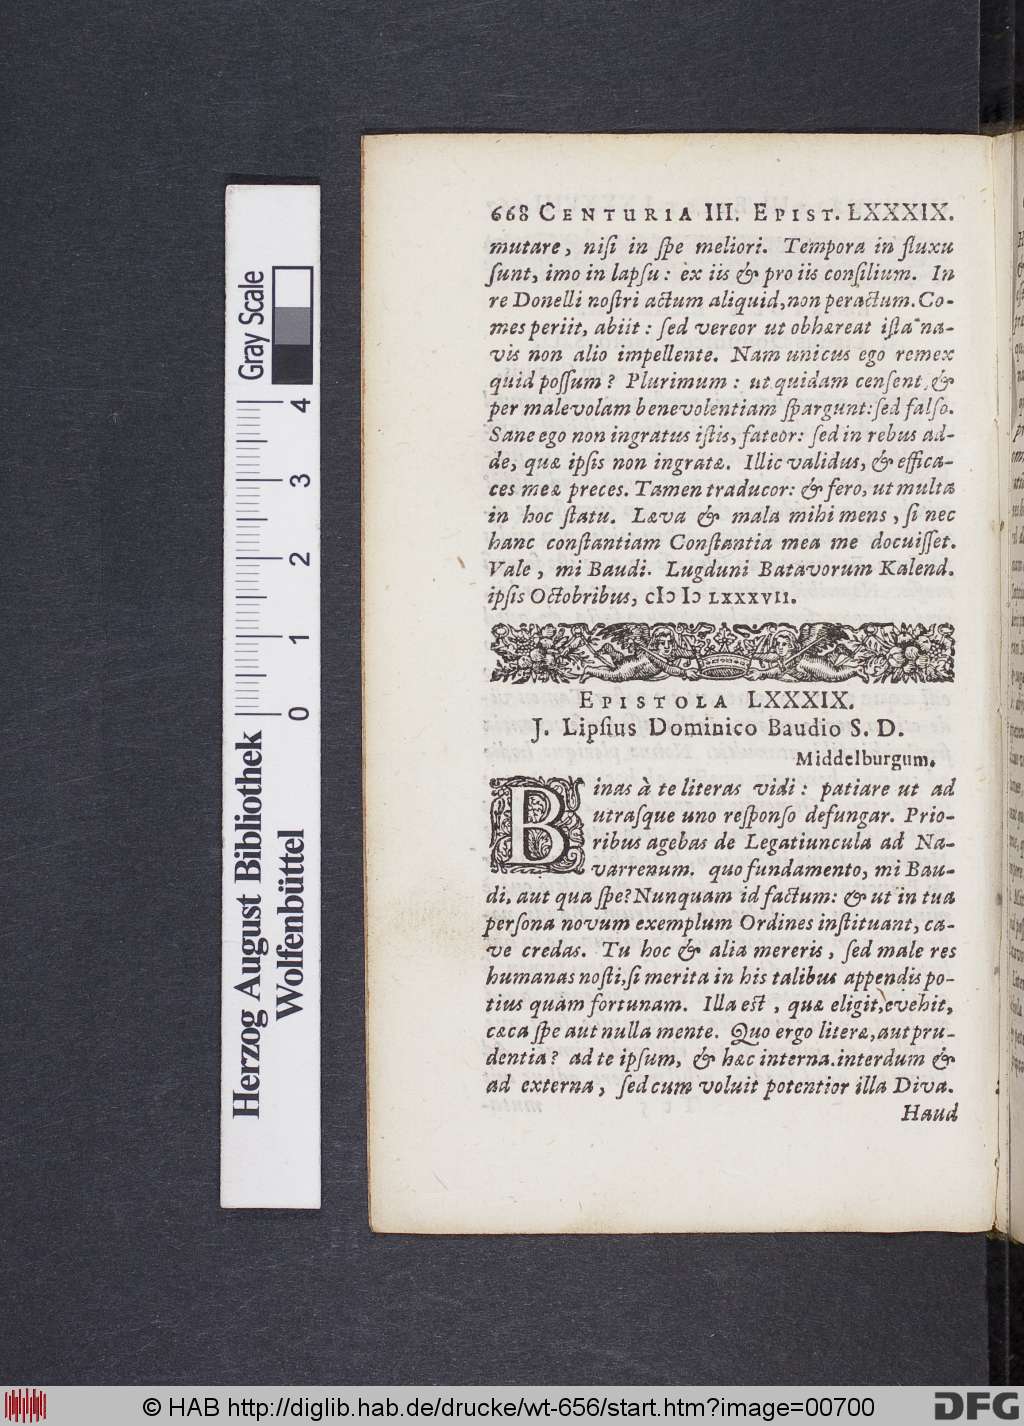 668 CENTURIA III. EPIST. LXXXIX.
mutare, niſi in ſpe meliori. Tempora in fluxu
ſunt, imo in lapſu: ex iis & pro iis conſilium. In
re Donelli noſtri actum aliquid, non peractum. Co-
mes periit, abiit: ſed vereor ut obhæreat iſta na-
vis non alio impellente. Nam unicus ego remex
quid poſſum? Plurimum: ut quidam cenſent, &
per malevolam benevolentiam ſpargunt: ſed falſo.
Sane ego non ingratus iſtis, fateor: ſed in rebus ad-
de, quæ ipſis non ingratæ. Illic validus, & effica-
ces meæ preces. Tamen traducor: & fero, ut multa
in hoc ſtatu. Læva & mala mihi mens, ſi nec
hanc conſtantiam Conſtantia mea me docuiſſet.
Vale, mi Baudi. Lugduni Batavorum Kalend.
ipſis Octobribus, cIↄ Iↄ LXXXVII.
EPISTOLA LXXXIX.
J. Lipſius Dominico Baudio S. D.
Middelburgum.
Binas à te literas vidi: patiare ut ad
utraſque uno reſponſo defungar. Prio-
ribus agebas de Legatiuncula ad Na-
varrenum. quo fundamento, mi Bau-
di, aut qua ſpe? Nunquam id factum: & ut in tua
perſona novum exemplum Ordines inſtituant, ca-
ve credas. Tu hoc & alia mereris, ſed male res
humanas noſti, ſi merita in his talibus appendis po-
tius quàm fortunam. Illa eſt, quæ eligit, evehit,
cæca ſpe aut nulla mente. Quo ergo literæ, aut pru-
dentia? ad te ipſum, & hæc interna. interdum &
ad externa, ſed cum voluit potentior illa Diva.
Haud
Gray Scale
4
3
2
1
0
Herzog August Bibliothek
Wolfenbüttel
© HAB http://diglib.hab.de/drucke/wt-656/start.htm?image=00700
DFG